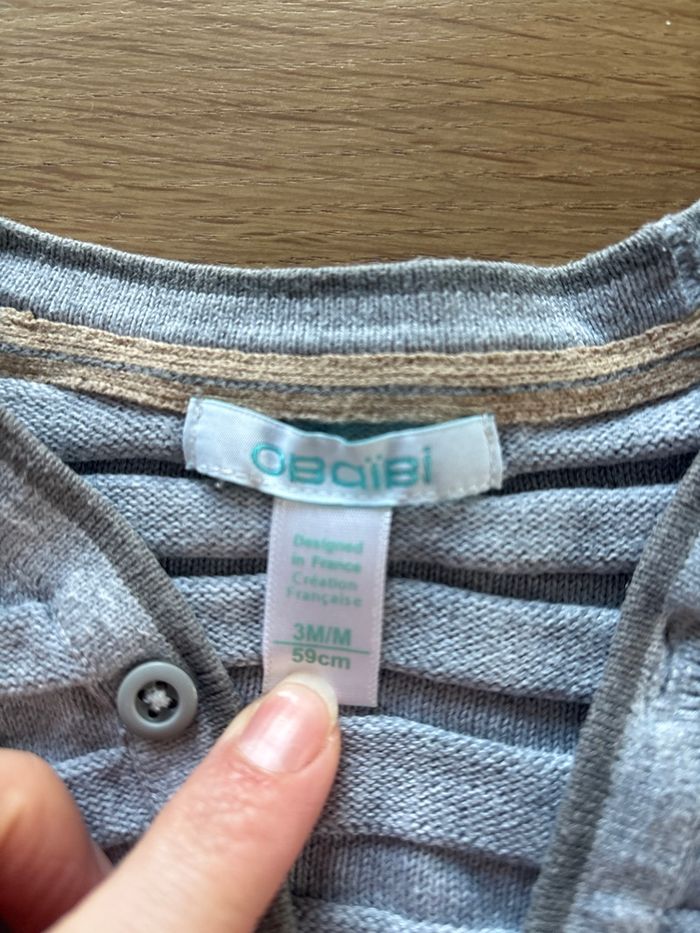 OBaïBi
Designed
in France
Création
Française
3M/M
59cm